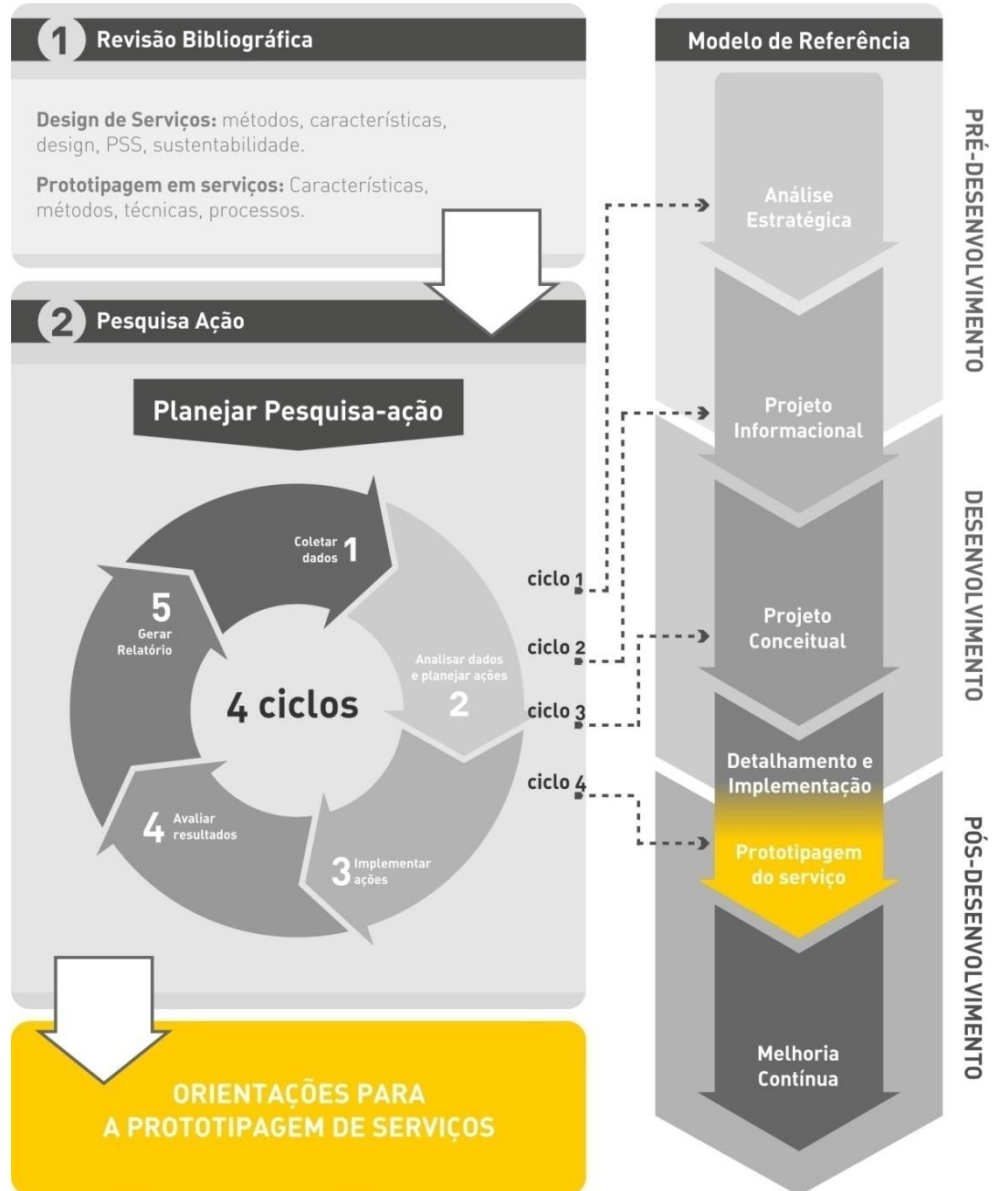 1 Revisão Bibliográfica
Design de Serviços: métodos, características,
design, PSS, sustentabilidade.
Prototipagem em serviços: Características,
métodos, técnicas, processos.
2 Pesquisa Ação
Planejar Pesquisa-ação
Coletar
dados 1
Analisar dados
e planejar ações
2
3 Implementar
ações
4 Avaliar
resultados
5
Gerar
Relatório
4 ciclos
ciclo 1
ciclo 2
ciclo 3
ciclo 4
ORIENTAÇÕES PARA
A PROTOTIPAGEM DE SERVIÇOS
Modelo de Referência
Análise
Estratégica
Projeto
Informacional
Projeto
Conceitual
Detalhamento e
Implementação
Prototipagem
do serviço
Melhoria
Contínua
PRÉ-DESENVOLVIMENTO
DESENVOLVIMENTO
PÓS-DESENVOLVIMENTO